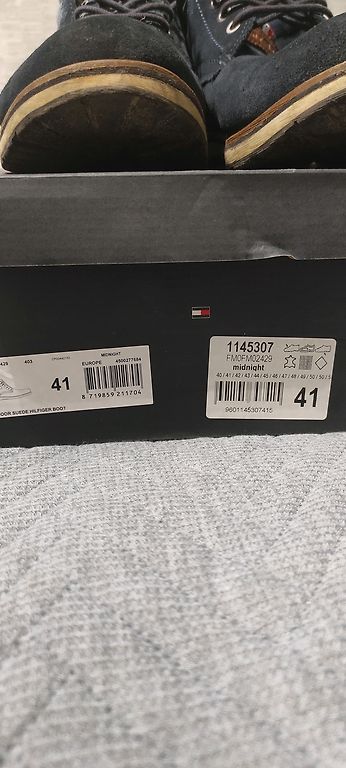 429 403 MIDNIGHT
EUROPE 4500277684
41
8 719859 211704
OOR SUEDE HILFIGER BOOT
1145307
FM0FM02429
midnight
40 / 41 / 42 / 43 / 44 / 45 / 46 / 47 / 48 / 49 / 50 / 50 / 5
41
9601145307415